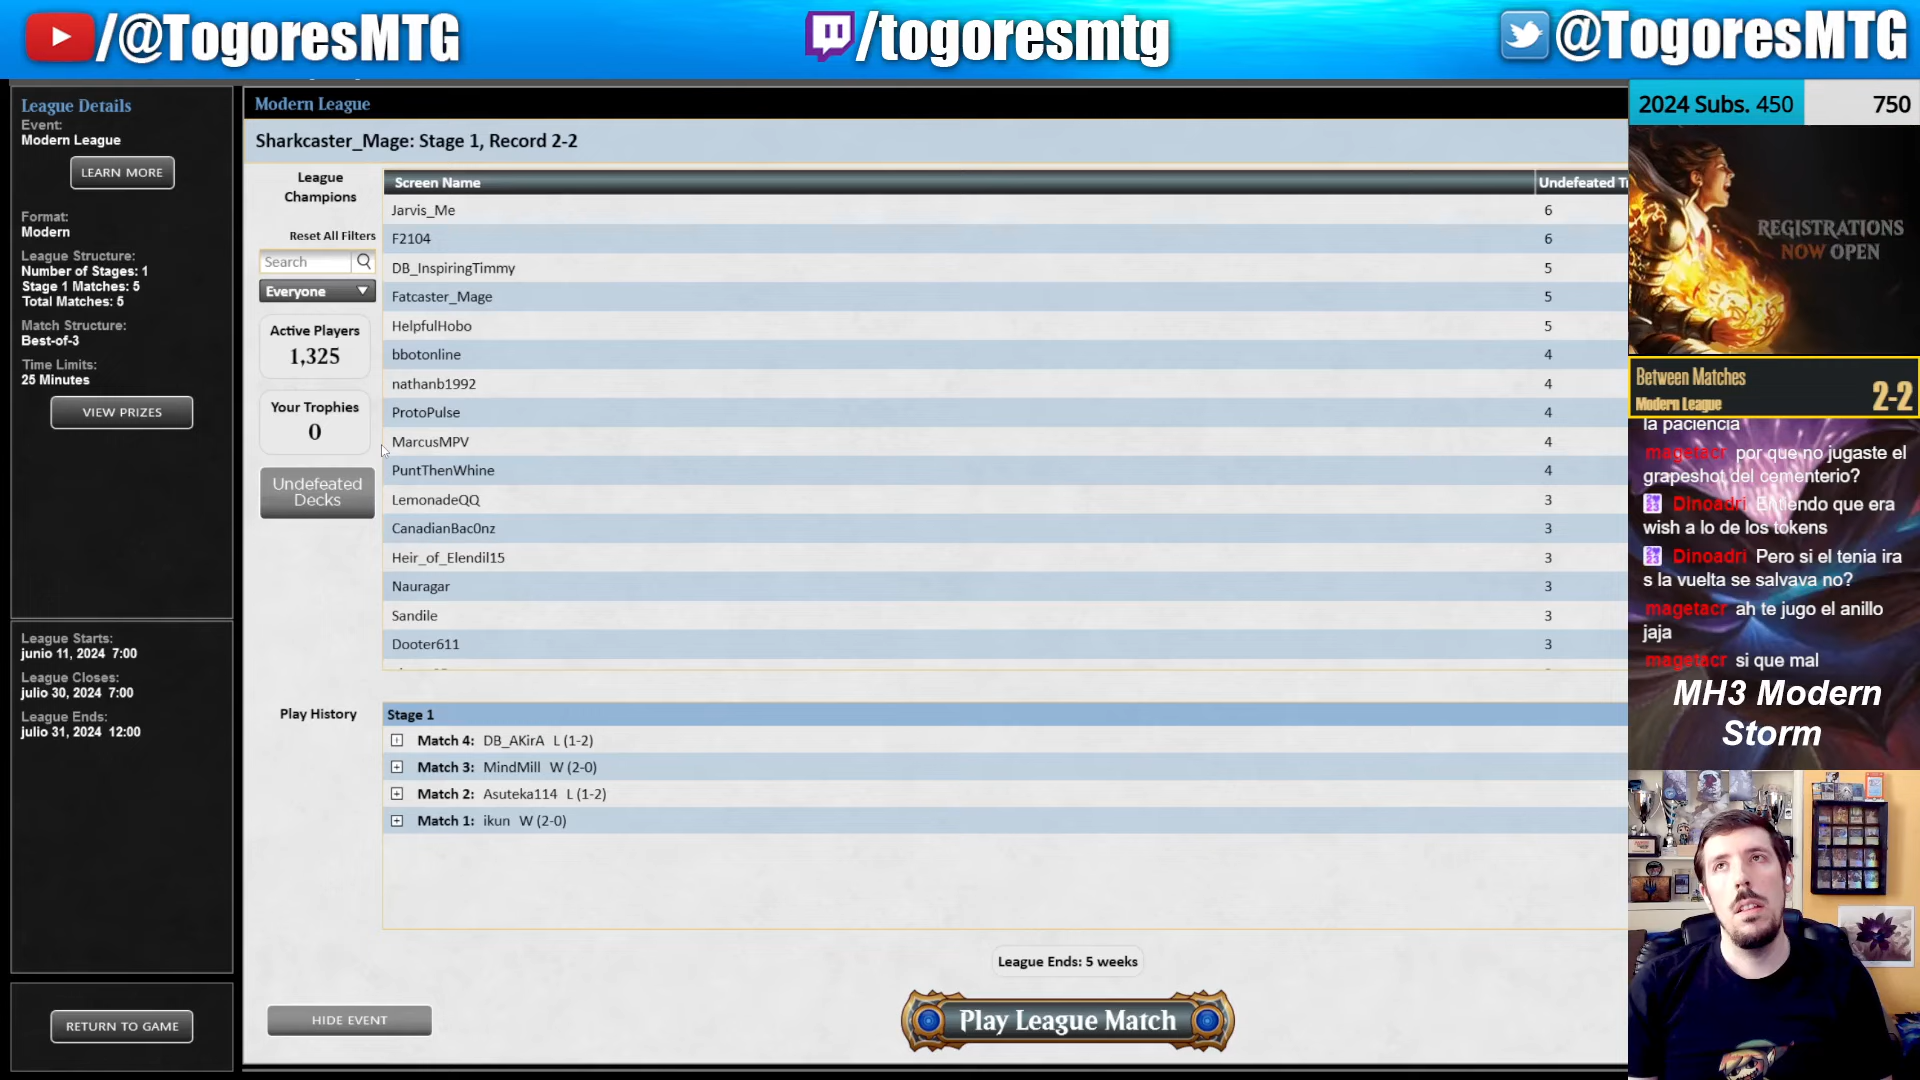 /@TogoresMTG
/togoresmtg
@TogoresMTG
League Details
Event:
Modern League
LEARN MORE
Format:
Modern
League Structure:
Number of Stages: 1
Stage 1 Matches: 5
Total Matches: 5
Match Structure:
Best-of-3
Time Limits:
25 Minutes
VIEW PRIZES
League Starts:
junio 11, 2024 7:00
League Closes:
julio 30, 2024 7:00
League Ends:
julio 31, 2024 12:00
RETURN TO GAME
Modern League
Sharkcaster_Mage: Stage 1, Record 2-2
League
Champions
Reset All Filters
Search
Everyone
Active Players
1,325
Your Trophies
0
Undefeated
Decks
Screen Name Undefeated Tr
Jarvis_Me 6
F2104 6
DB_InspiringTimmy 5
Fatcaster_Mage 5
HelpfulHobo 5
bbotonline 4
nathanb1992 4
ProtoPulse 4
MarcusMPV 4
PuntThenWhine 4
LemonadeQQ 3
CanadianBac0nz 3
Heir_of_Elendil15 3
Nauragar 3
Sandile 3
Dooter611 3
Play History
Stage 1
Match 4: DB_AKirA L (1-2)
Match 3: MindMill W (2-0)
Match 2: Asuteka114 L (1-2)
Match 1: ikun W (2-0)
League Ends: 5 weeks
HIDE EVENT
Play League Match
2024 Subs. 450 750
REGISTRATIONS
NOW OPEN
Between Matches
Modern League
2-2
la paciencia
magetacr por que no jugaste el
grapeshot del cementerio?
Dinoadri Entiendo que era
wish a lo de los tokens
Dinoadri Pero si el tenia ira
s la vuelta se salvava no?
magetacr ah te jugo el anillo
jaja
magetacr si que mal
MH3 Modern
Storm